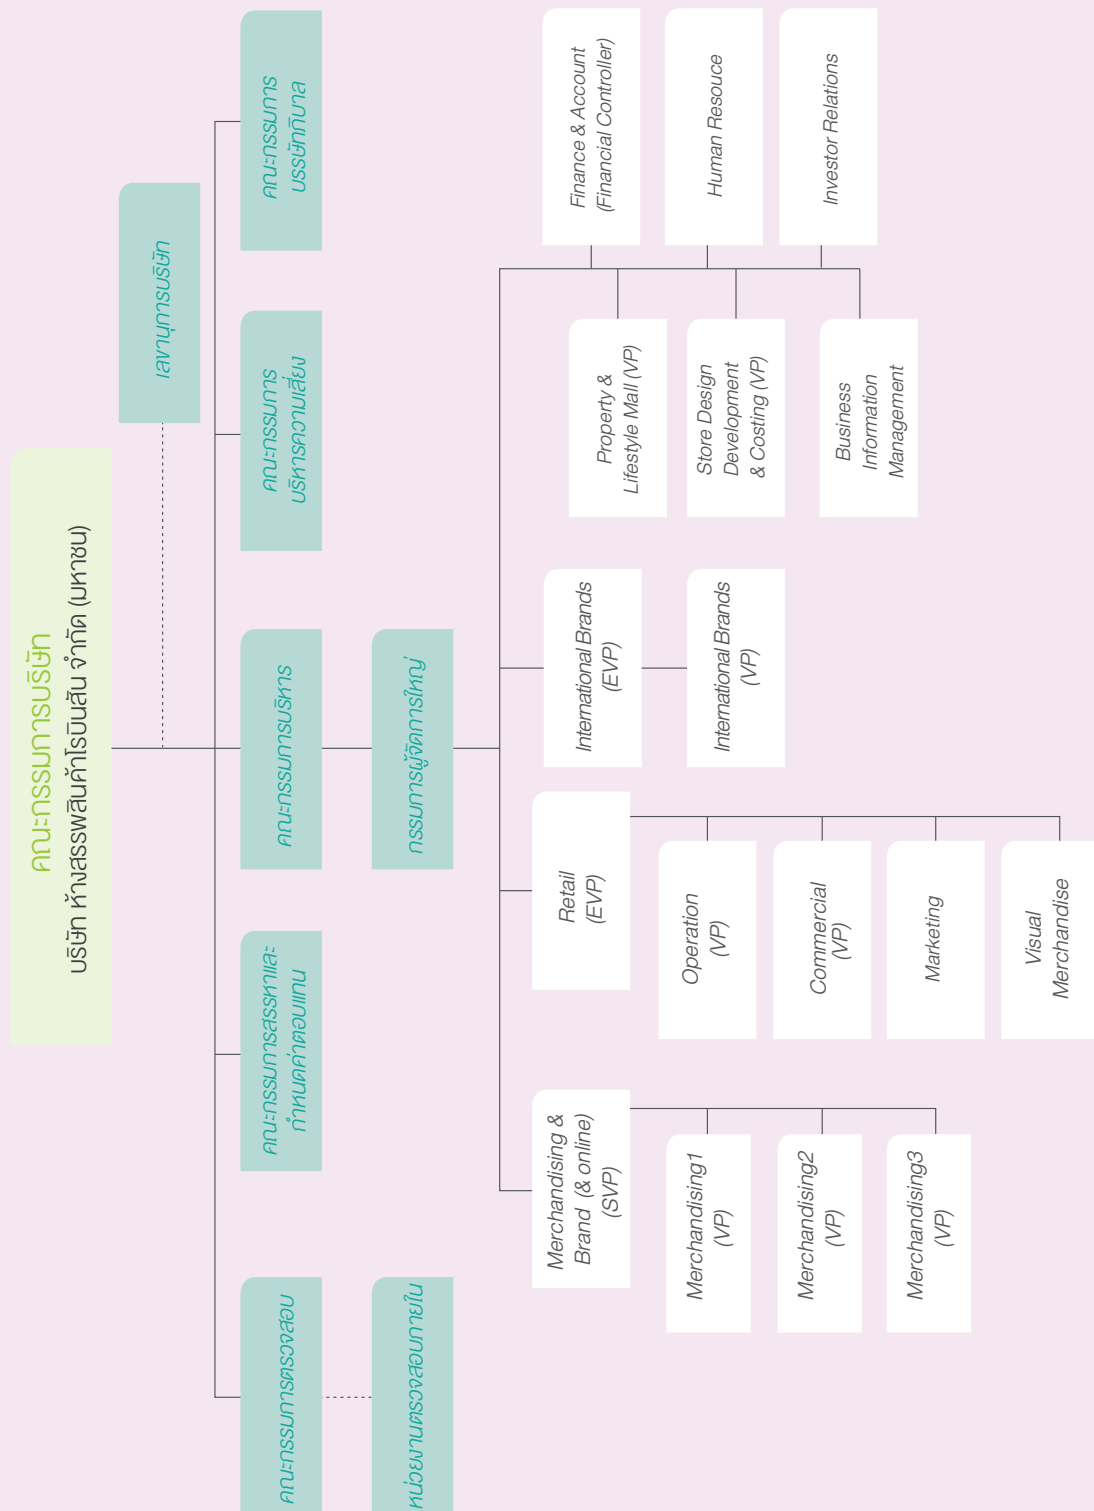 คณะกรรมการบริษัท
บริษัท ห้างสรรพสินค้าโรบินสัน จำกัด (มหาชน)
เลขานุการบริษัท
คณะกรรมการตรวจสอบ
คณะกรรมการสรรหาและ
กำหนดค่าตอบแทน
คณะกรรมการบริหาร
คณะกรรมการ
บริหารความเสี่ยง
คณะกรรมการ
บรรษัทภิบาล
หน่วยงานตรวจสอบภายใน
กรรมการผู้จัดการใหญ่
Merchandising &
Brand (& online)
(SVP)
Merchandising1
(VP)
Merchandising2
(VP)
Merchandising3
(VP)
Retail
(EVP)
Operation
(VP)
Commercial
(VP)
Marketing
Visual
Merchandise
International Brands
(EVP)
International Brands
(VP)
Property &
Lifestyle Mall (VP)
Store Design
Development
& Costing (VP)
Business
Information
Management
Finance & Account
(Financial Controller)
Human Resouce
Investor Relations